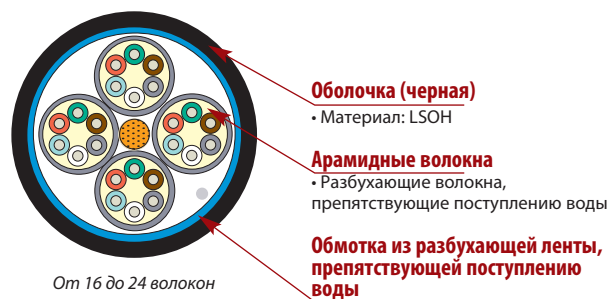 Оболочка (черная)
• Материал: LSOH
Арамидные волокна
• Разбухающие волокна,
препятствующие поступлению воды
Обмотка из разбухающей ленты,
препятствующей поступлению
воды
От 16 до 24 волокон